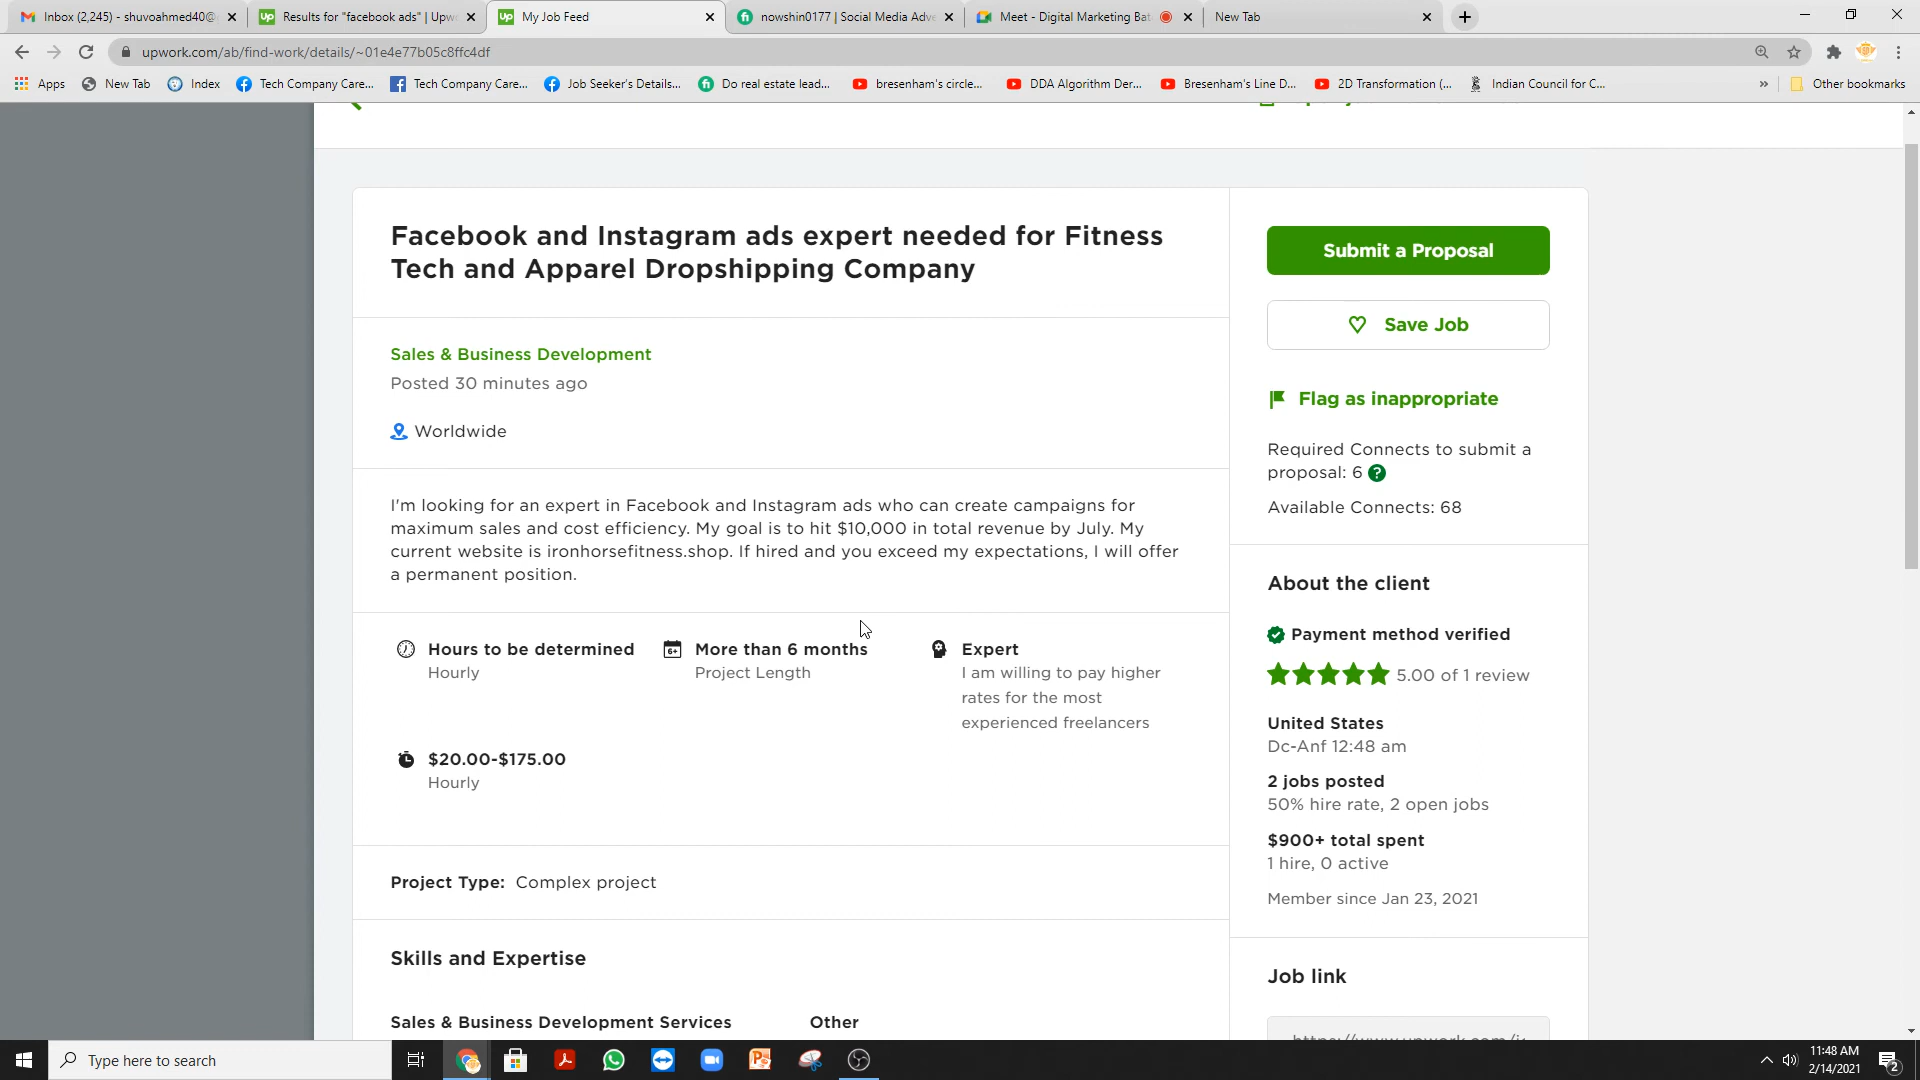 Inbox (2,245) - shuvoahmed40@
Results for "facebook ads" | Upwo
My Job Feed
nowshin0177 | Social Media Adve
Meet - Digital Marketing Bat
New Tab
upwork.com/ab/find-work/details/~01e4e77b05c8ffc4df
Apps
New Tab
Index
Tech Company Care...
Tech Company Care...
Job Seeker's Details...
Do real estate lead...
bresenham's circle...
DDA Algorithm Der...
Bresenham's Line D...
2D Transformation (...
Indian Council for C...
»
Other bookmarks
Facebook and Instagram ads expert needed for Fitness
Tech and Apparel Dropshipping Company
Sales & Business Development
Posted 30 minutes ago
Worldwide
I'm looking for an expert in Facebook and Instagram ads who can create campaigns for
maximum sales and cost efficiency. My goal is to hit $10,000 in total revenue by July. My
current website is ironhorsefitness.shop. If hired and you exceed my expectations, I will offer
a permanent position.
Hours to be determined
Hourly
6+
More than 6 months
Project Length
Expert
I am willing to pay higher
rates for the most
experienced freelancers
$20.00-$175.00
Hourly
Project Type: Complex project
Skills and Expertise
Sales & Business Development Services
Other
Submit a Proposal
Save Job
Flag as inappropriate
Required Connects to submit a
proposal: 6 ?
Available Connects: 68
About the client
Payment method verified
5.00 of 1 review
United States
Dc-Anf 12:48 am
2 jobs posted
50% hire rate, 2 open jobs
$900+ total spent
1 hire, 0 active
Member since Jan 23, 2021
Job link
Type here to search
11:48 AM
2/14/2021
2